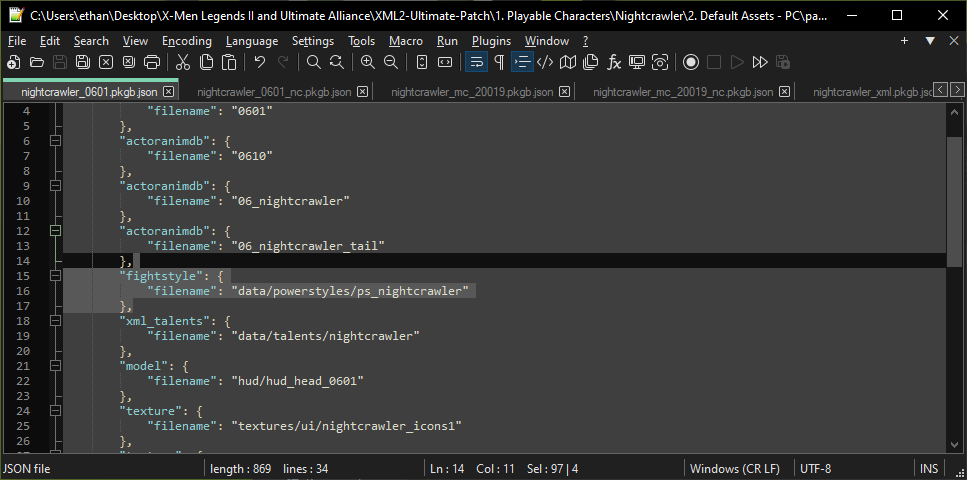 C:\Users\ethan\Desktop\X-Men Legends II and Ultimate Alliance\XML2-Ultimate-Patch\1. Playable Characters\Nightcrawler\2. Default Assets - PC\pa...
File Edit Search View Encoding Language Settings Tools Macro Run Plugins Window ?
nightcrawler_0601.pkgb.json nightcrawler_0601_nc.pkgb.json nightcrawler_mc_20019.pkgb.json nightcrawler_mc_20019_nc.pkgb.json nightcrawler_xml.pkgb.jsc
4 "filename": "0601"
5 },
6 "actoranimdb": {
7 "filename": "0610"
8 },
9 "actoranimdb": {
10 "filename": "06_nightcrawler"
11 },
12 "actoranimdb": {
13 "filename": "06_nightcrawler_tail"
14 },
15 "fightstyle": {
16 "filename": "data/powerstyles/ps_nightcrawler"
17 },
18 "xml_talents": {
19 "filename": "data/talents/nightcrawler"
20 },
21 "model": {
22 "filename": "hud/hud_head_0601"
23 },
24 "texture": {
25 "filename": "textures/ui/nightcrawler_icons1"
26 },
JSON file length : 869 lines : 34 Ln : 14 Col : 11 Sel : 97 | 4 Windows (CR LF) UTF-8 INS